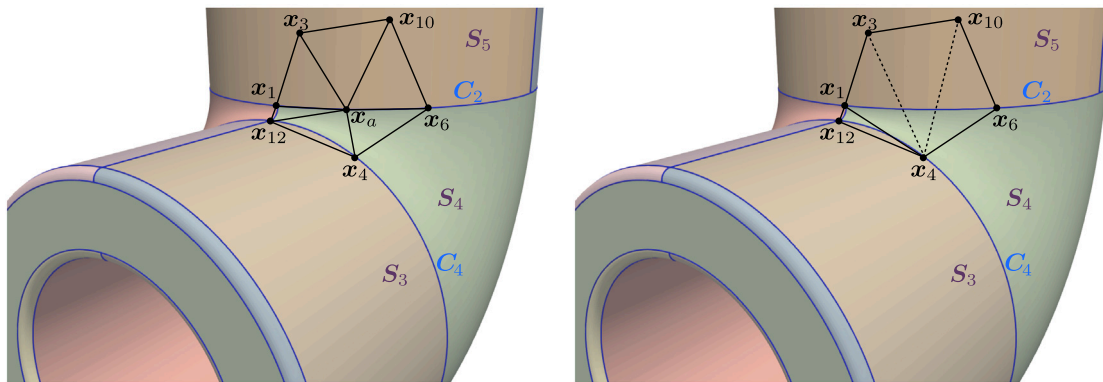 x₃ x₁₀ S₅ x₁ C₂ x₁₂ xₐ x₆ x₄ S₄ C₄ S₃
x₃ x₁₀ S₅ x₁ C₂ x₁₂ x₆ x₄ S₄ C₄ S₃